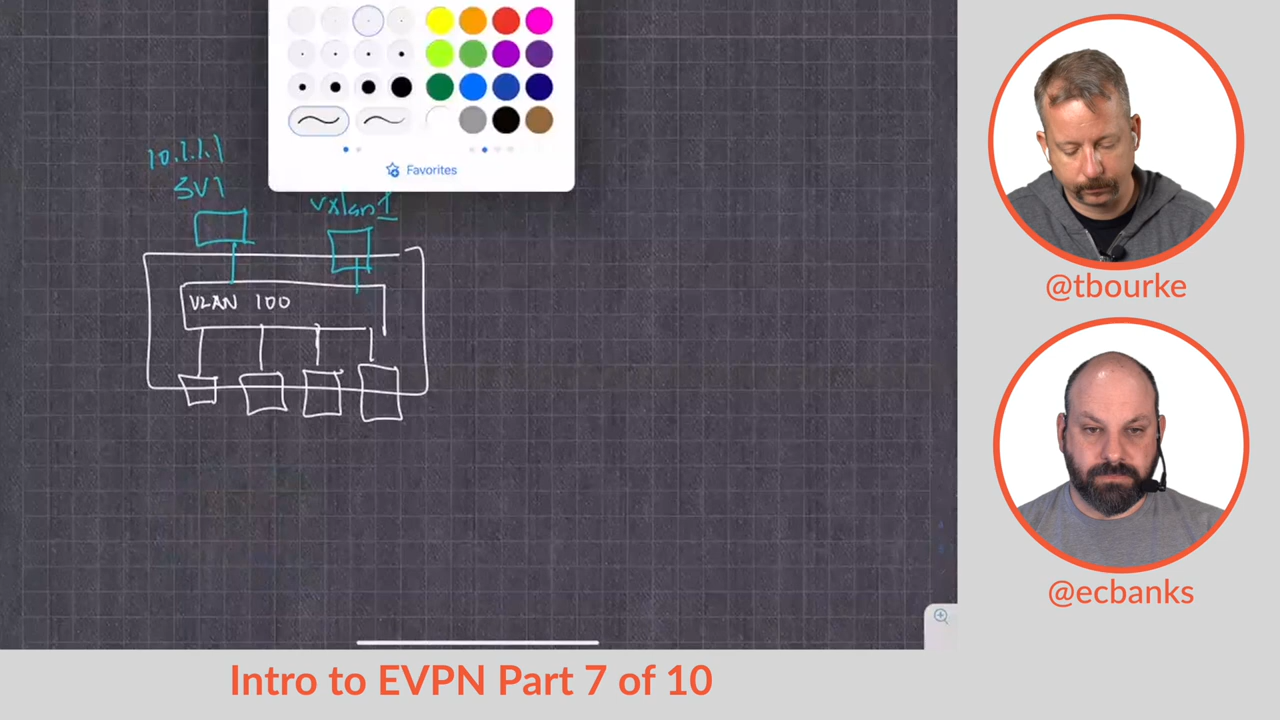 Favorites
10.1.1.1
SVI
vxlan1
VLAN 100
@tbourke
@ecbanks
Intro to EVPN Part 7 of 10